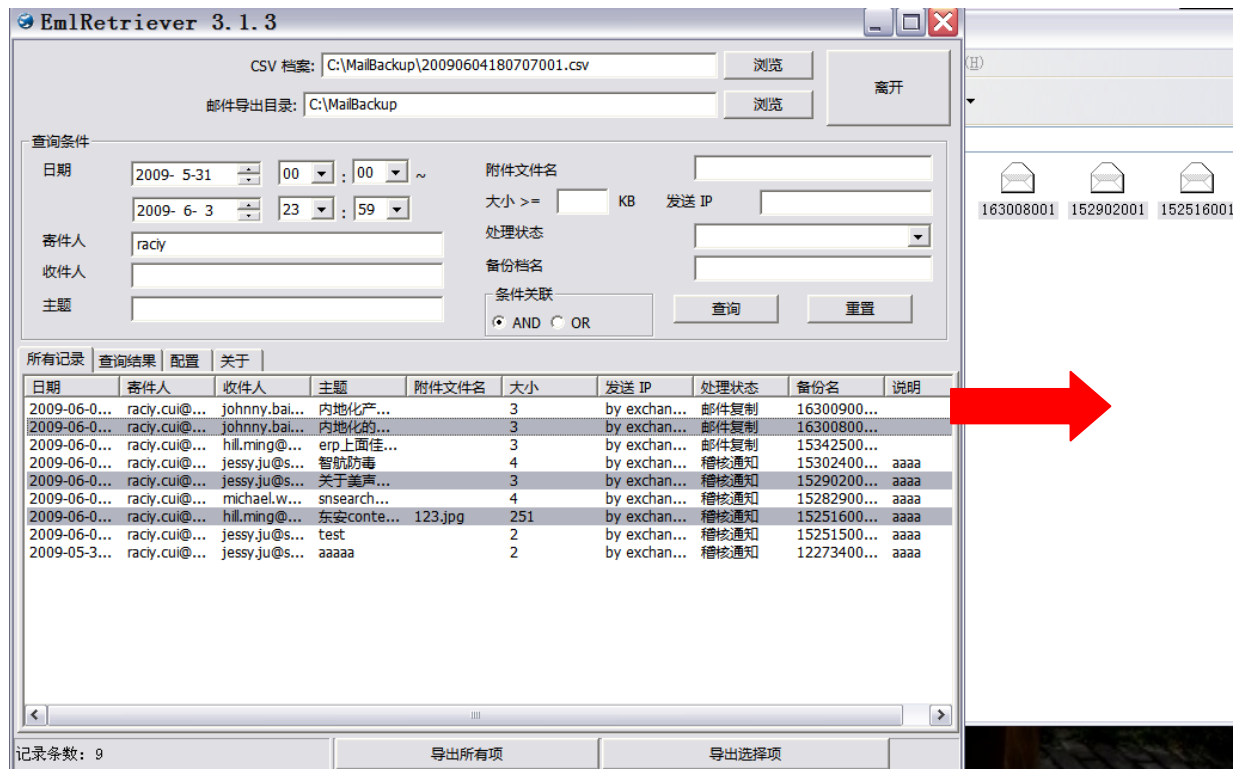 EmlRetriever 3.1.3
CSV 档案: C:\MailBackup\20090604180707001.csv 浏览 离开
邮件导出目录: C:\MailBackup 浏览
(H)
查询条件
日期 2009- 5-31 00 : 00 ~ 附件文件名
大小 >= KB 发送 IP
2009- 6- 3 23 : 59
处理状态
寄件人 raciy
收件人 备份档名
主题 条件关联 查询 重置
AND OR
163008001 152902001 152516001
所有记录 查询结果 配置 关于
日期 寄件人 收件人 主题 附件文件名 大小 发送 IP 处理状态 备份名 说明
2009-06-0... raciy.cui@... johnny.bai... 内地化产... 3 by exchan... 邮件复制 16300900...
2009-06-0... raciy.cui@... johnny.bai... 内地化的... 3 by exchan... 邮件复制 16300800...
2009-06-0... raciy.cui@... hill.ming@... erp上面佳... 3 by exchan... 邮件复制 15342500...
2009-06-0... raciy.cui@... jessy.ju@s... 智航防毒 4 by exchan... 稽核通知 15302400... aaaa
2009-06-0... raciy.cui@... jessy.ju@s... 关于美声... 3 by exchan... 稽核通知 15290200... aaaa
2009-06-0... raciy.cui@... michael.w... snsearch... 4 by exchan... 稽核通知 15282900... aaaa
2009-06-0... raciy.cui@... hill.ming@... 东安conte... 123.jpg 251 by exchan... 稽核通知 15251600... aaaa
2009-06-0... raciy.cui@... jessy.ju@s... test 2 by exchan... 稽核通知 15251500... aaaa
2009-05-3... raciy.cui@... jessy.ju@s... aaaaa 2 by exchan... 稽核通知 12273400... aaaa
记录条数: 9 导出所有项 导出选择项